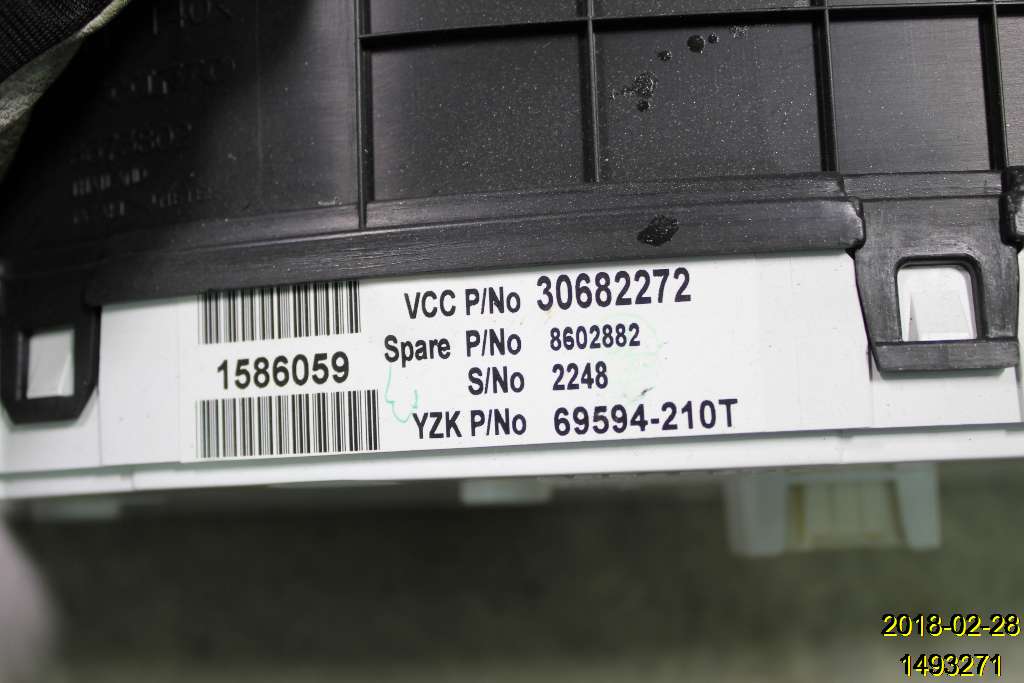 VCC P/No 30682272
Spare P/No 8602882
1586059
S/No 2248
YZK P/No 69594-210T
2018-02-28
1493271